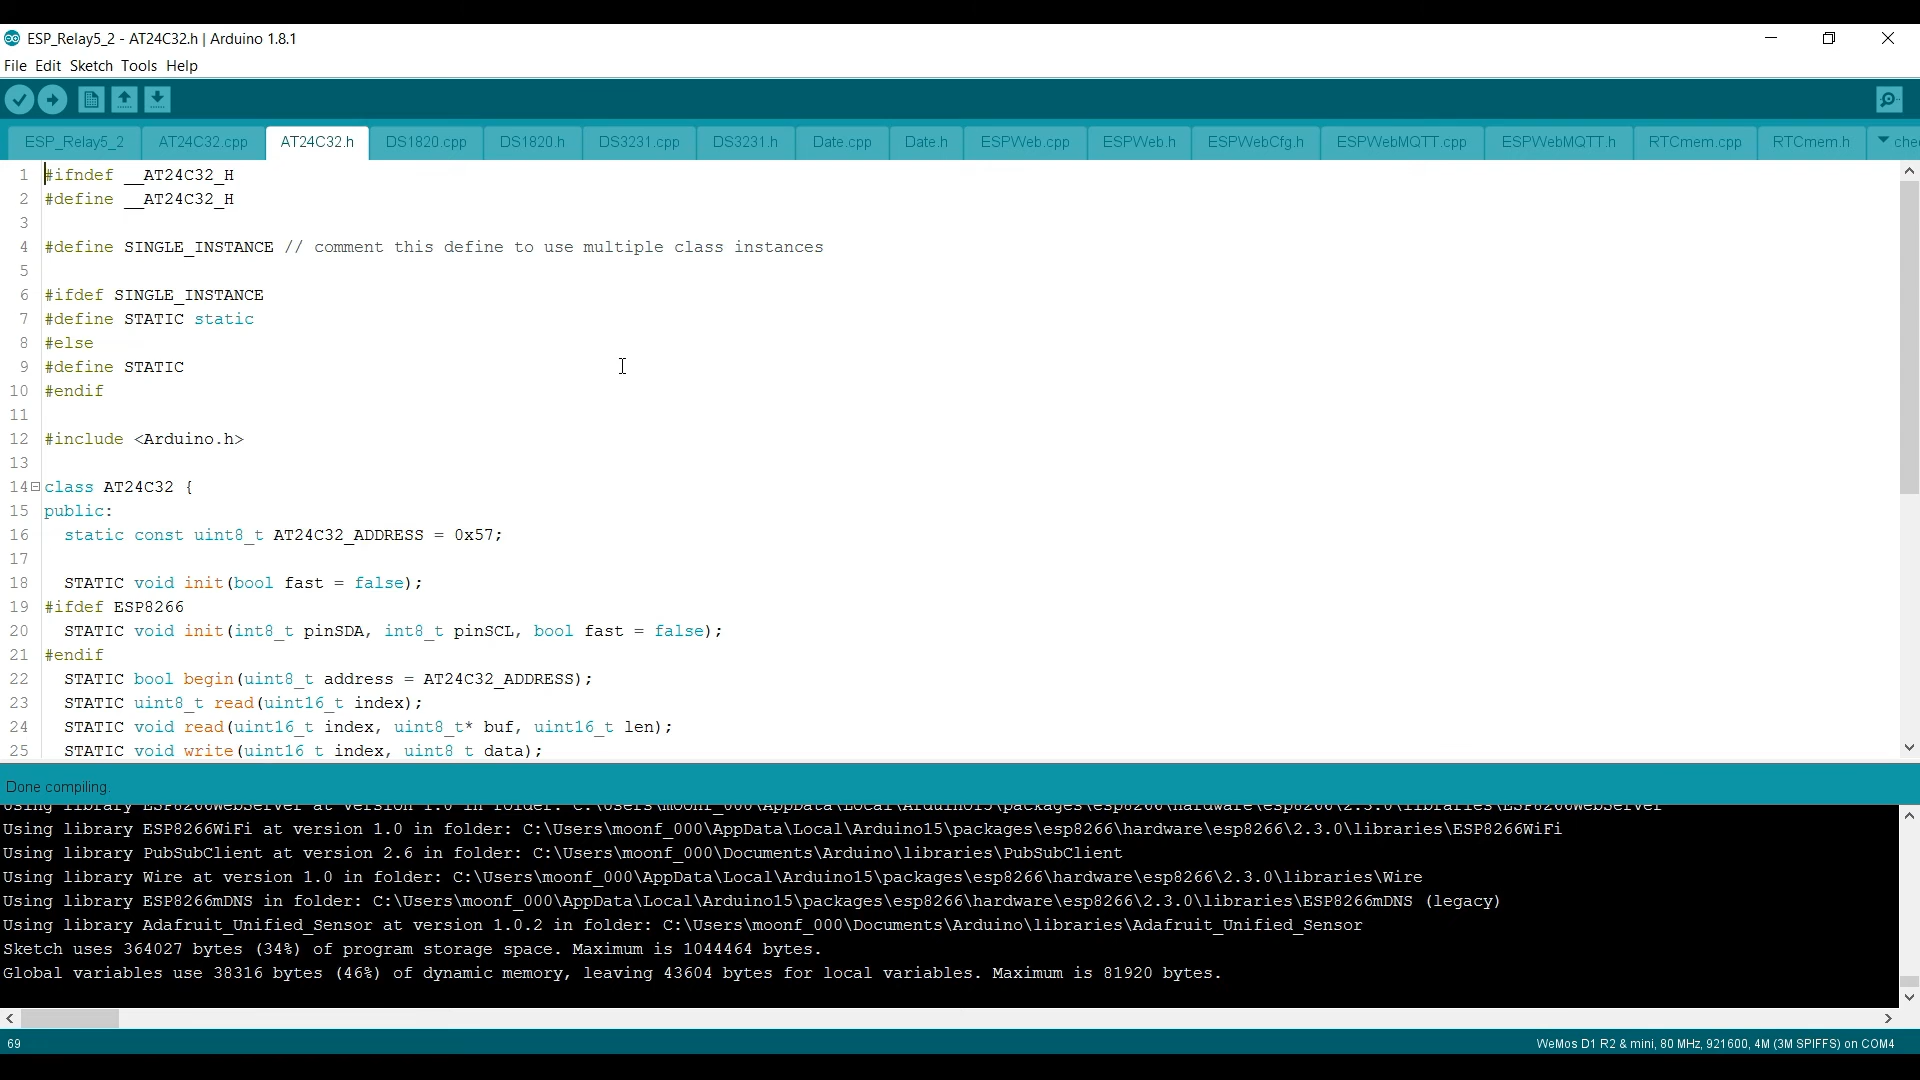 ESP_Relay5_2 - AT24C32.h | Arduino 1.8.1
File Edit Sketch Tools Help
ESP_Relay5_2 AT24C32.cpp AT24C32.h DS1820.cpp DS1820.h DS3231.cpp DS3231.h Date.cpp Date.h ESPWeb.cpp ESPWeb.h ESPWebCfg.h ESPWebMQTT.cpp ESPWebMQTT.h RTCmem.cpp RTCmem.h
1 #ifndef __AT24C32_H
2 #define __AT24C32_H
3
4 #define SINGLE_INSTANCE // comment this define to use multiple class instances
5
6 #ifdef SINGLE_INSTANCE
7 #define STATIC static
8 #else
9 #define STATIC
10 #endif
11
12 #include <Arduino.h>
13
14 class AT24C32 {
15 public:
16 static const uint8_t AT24C32_ADDRESS = 0x57;
17
18 STATIC void init(bool fast = false);
19 #ifdef ESP8266
20 STATIC void init(int8_t pinSDA, int8_t pinSCL, bool fast = false);
21 #endif
22 STATIC bool begin(uint8_t address = AT24C32_ADDRESS);
23 STATIC uint8_t read(uint16_t index);
24 STATIC void read(uint16_t index, uint8_t* buf, uint16_t len);
25 STATIC void write(uint16_t index, uint8_t data);
Done compiling.
Using library ESP8266WebServer at version 1.0 in folder: C:\Users\moonf_000\AppData\Local\Arduino15\packages\esp8266\hardware\esp8266\2.3.0\libraries\ESP8266WebServer
Using library ESP8266WiFi at version 1.0 in folder: C:\Users\moonf_000\AppData\Local\Arduino15\packages\esp8266\hardware\esp8266\2.3.0\libraries\ESP8266WiFi
Using library PubSubClient at version 2.6 in folder: C:\Users\moonf_000\Documents\Arduino\libraries\PubSubClient
Using library Wire at version 1.0 in folder: C:\Users\moonf_000\AppData\Local\Arduino15\packages\esp8266\hardware\esp8266\2.3.0\libraries\Wire
Using library ESP8266mDNS in folder: C:\Users\moonf_000\AppData\Local\Arduino15\packages\esp8266\hardware\esp8266\2.3.0\libraries\ESP8266mDNS (legacy)
Using library Adafruit_Unified_Sensor at version 1.0.2 in folder: C:\Users\moonf_000\Documents\Arduino\libraries\Adafruit_Unified_Sensor
Sketch uses 364027 bytes (34%) of program storage space. Maximum is 1044464 bytes.
Global variables use 38316 bytes (46%) of dynamic memory, leaving 43604 bytes for local variables. Maximum is 81920 bytes.
69
WeMos D1 R2 & mini, 80 MHz, 921600, 4M (3M SPIFFS) on COM4